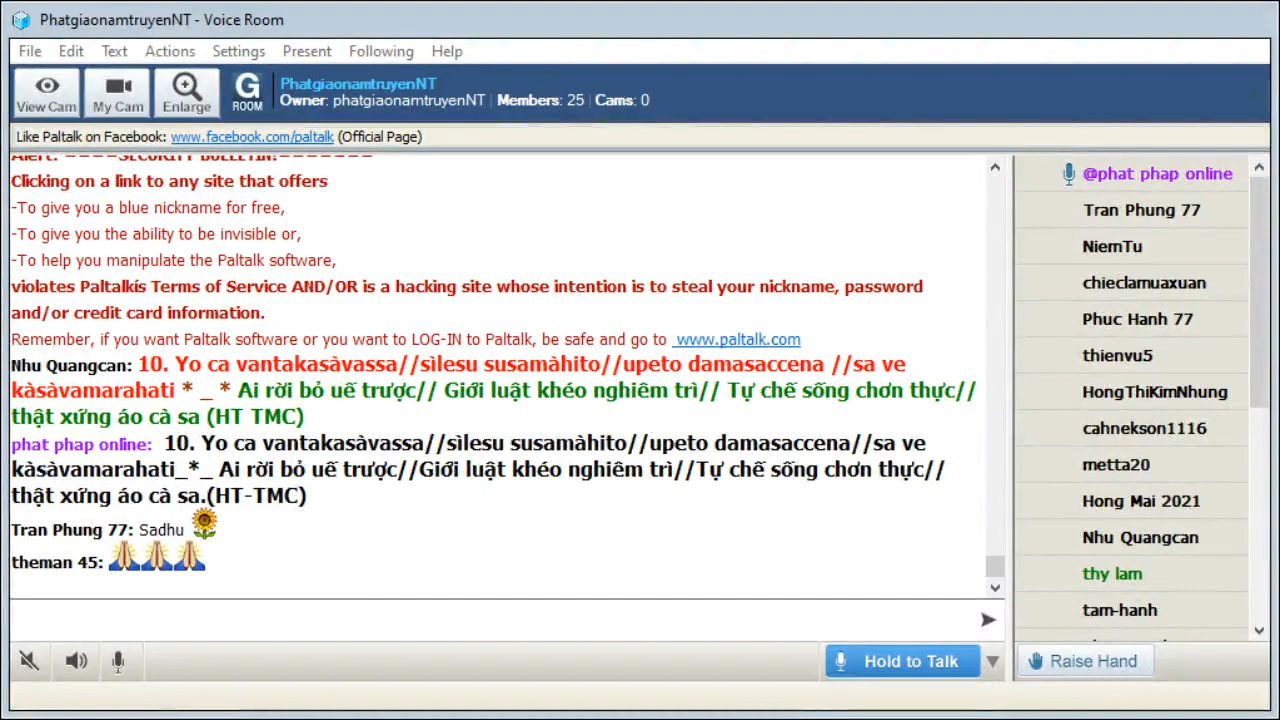 PhatgiaonamtruyenNT - Voice Room
File Edit Text Actions Settings Present Following Help
View Cam My Cam Enlarge G ROOM
PhatgiaonamtruyenNT
Owner: phatgiaonamtruyenNT | Members: 25 | Cams: 0
Like Paltalk on Facebook: www.facebook.com/paltalk (Official Page)
Alert: ====SECURITY BULLETIN!=======
Clicking on a link to any site that offers
-To give you a blue nickname for free,
-To give you the ability to be invisible or,
-To help you manipulate the Paltalk software,
violates Paltalkís Terms of Service AND/OR is a hacking site whose intention is to steal your nickname, password
and/or credit card information.
Remember, if you want Paltalk software or you want to LOG-IN to Paltalk, be safe and go to www.paltalk.com
Nhu Quangcan: 10. Yo ca vantakasàvassa//sìlesu susamàhito//upeto damasaccena //sa ve
kàsàvamarahati * _ * Ai rời bỏ uế trược// Giới luật khéo nghiêm trì// Tự chế sống chơn thực//
thật xứng áo cà sa (HT TMC)
phat phap online: 10. Yo ca vantakasàvassa//sìlesu susamàhito//upeto damasaccena//sa ve
kàsàvamarahati_*_ Ai rời bỏ uế trược//Giới luật khéo nghiêm trì//Tự chế sống chơn thực//
thật xứng áo cà sa.(HT-TMC)
Tran Phung 77: Sadhu
theman 45:
@phat phap online
Tran Phung 77
NiemTu
chieclamuaxuan
Phuc Hanh 77
thienvu5
HongThiKimNhung
cahnekson1116
metta20
Hong Mai 2021
Nhu Quangcan
thy lam
tam-hanh
Hold to Talk
Raise Hand